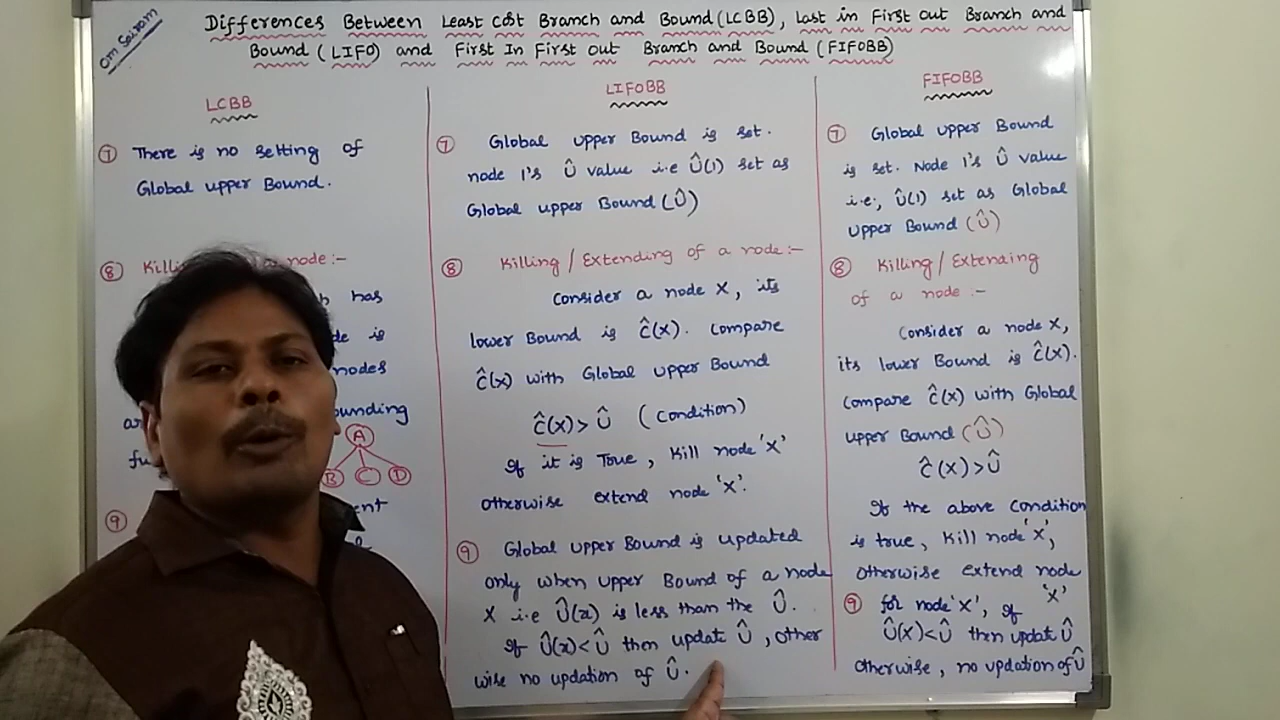 Om Sairam
Differences Between Least cost Branch and Bound (LCBB), Last in First out Branch and
Bound (LIFO) and First In First out Branch and Bound (FIFOBB)
LCBB
⑦ There is no setting of
Global upper Bound.
⑧ a node :-
has
is
nodes
ounding
fu
A
B C D
⑨
LIFOBB
⑦ Global upper Bound is set.
node 1's Û value i.e Û(1) set as
Global upper Bound (Û)
⑧ Killing / Extending of a node :-
Consider a node X, its
lower Bound is Ĉ(x). Compare
Ĉ(x) with Global upper Bound
Ĉ(x) > Û (Condition)
If it is True, Kill node 'x'
otherwise extend node 'x'.
⑨ Global upper Bound is updated
only when upper Bound of a node
X i.e Û(x) is less than the Û.
If Û(x) < Û then update Û, other
wise no updation of Û.
FIFOBB
⑦ Global upper Bound
is set. Node 1's Û value
i.e., Û(1) set as Global
upper Bound (Û)
⑧ Killing / Extending
of a node :-
Consider a node X,
its lower Bound is Ĉ(x).
Compare Ĉ(x) with Global
upper Bound (Û)
Ĉ(x) > Û
If the above Condition
is true, Kill node 'x',
otherwise extend node
'x'
⑨ for node 'x', if
Û(x) < Û then update Û
otherwise, no updation of Û